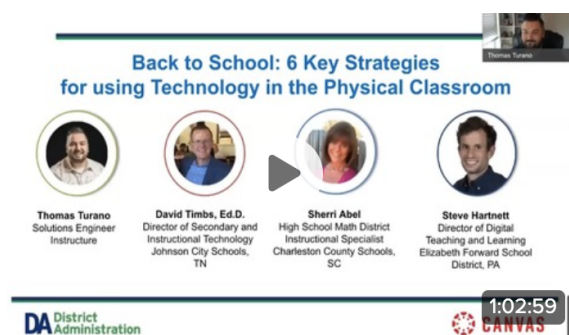 Thomas Turano
Back to School: 6 Key Strategies
for using Technology in the Physical Classroom
Thomas Turano
Solutions Engineer
Instructure
David Timbs, Ed.D.
Director of Secondary and
Instructional Technology
Johnson City Schools,
TN
Sherri Abel
High School Math District
Instructional Specialist
Charleston County Schools,
SC
Steve Hartnett
Director of Digital
Teaching and Learning
Elizabeth Forward School
District, PA
DA District
Administration
CANVAS
1:02:59